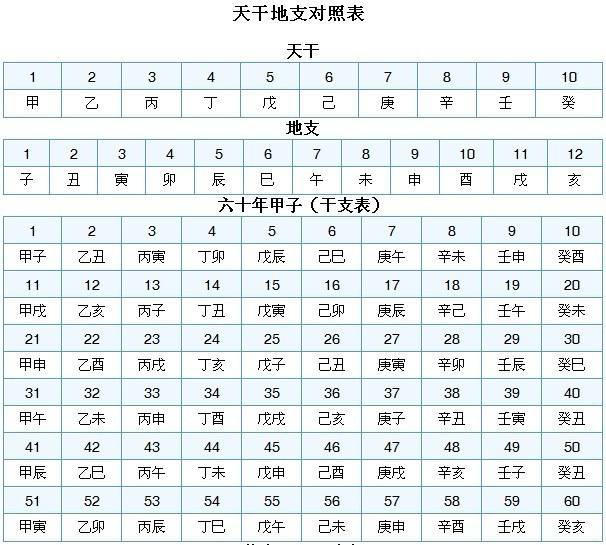 天干地支对照表
天干
1 2 3 4 5 6 7 8 9 10
甲 乙 丙 丁 戊 己 庚 辛 壬 癸
地支
1 2 3 4 5 6 7 8 9 10 11 12
子 丑 寅 卯 辰 巳 午 未 申 酉 戌 亥
六十年甲子（干支表）
1 2 3 4 5 6 7 8 9 10
甲子 乙丑 丙寅 丁卯 戊辰 己巳 庚午 辛未 壬申 癸酉
11 12 13 14 15 16 17 18 19 20
甲戌 乙亥 丙子 丁丑 戊寅 己卯 庚辰 辛己 壬午 癸未
21 22 23 24 25 26 27 28 29 30
甲申 乙酉 丙戌 丁亥 戊子 己丑 庚寅 辛卯 壬辰 癸巳
31 32 33 34 35 36 37 38 39 40
甲午 乙未 丙申 丁酉 戊戌 己亥 庚子 辛丑 壬寅 癸丑
41 42 43 44 45 46 47 48 49 50
甲辰 乙巳 丙午 丁未 戊申 己酉 庚戌 辛亥 壬子 癸丑
51 52 53 54 55 56 57 58 59 60
甲寅 乙卯 丙辰 丁巳 戊午 己未 庚申 辛酉 壬戌 癸亥